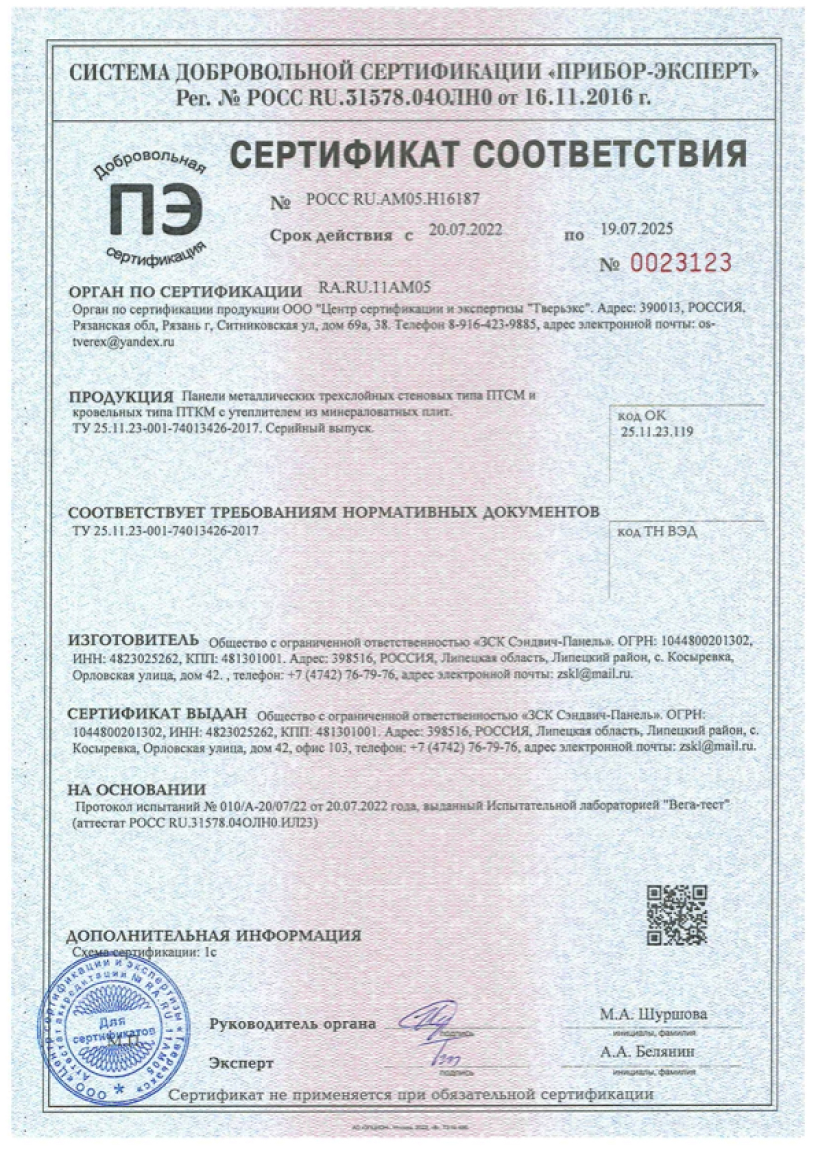 СИСТЕМА ДОБРОВОЛЬНОЙ СЕРТИФИКАЦИИ «ПРИБОР-ЭКСПЕРТ»
Рег. № РОСС RU.31578.04ОЛН0 от 16.11.2016 г.
Добровольная
ПЭ
сертификация
СЕРТИФИКАТ СООТВЕТСТВИЯ
№ РОСС RU.АМ05.Н16187
Срок действия с 20.07.2022 по 19.07.2025
№ 0023123
ОРГАН ПО СЕРТИФИКАЦИИ RA.RU.11АМ05
Орган по сертификации продукции ООО "Центр сертификации и экспертизы "Тверьэкс". Адрес: 390013, РОССИЯ,
Рязанская обл, Рязань г, Ситниковская ул, дом 69а, 38. Телефон 8-916-423-9885, адрес электронной почты: os-
tverex@yandex.ru
ПРОДУКЦИЯ Панели металлических трехслойных стеновых типа ПТСМ и
кровельных типа ПТКМ с утеплителем из минераловатных плит.
ТУ 25.11.23-001-74013426-2017. Серийный выпуск.
код ОК
25.11.23.119
СООТВЕТСТВУЕТ ТРЕБОВАНИЯМ НОРМАТИВНЫХ ДОКУМЕНТОВ
ТУ 25.11.23-001-74013426-2017
код ТН ВЭД
ИЗГОТОВИТЕЛЬ Общество с ограниченной ответственностью «ЗСК Сэндвич-Панель». ОГРН: 1044800201302,
ИНН: 4823025262, КПП: 481301001. Адрес: 398516, РОССИЯ, Липецкая область, Липецкий район, с. Косыревка,
Орловская улица, дом 42. , телефон: +7 (4742) 76-79-76, адрес электронной почты: zskl@mail.ru.
СЕРТИФИКАТ ВЫДАН Общество с ограниченной ответственностью «ЗСК Сэндвич-Панель». ОГРН:
1044800201302, ИНН: 4823025262, КПП: 481301001. Адрес: 398516, РОССИЯ, Липецкая область, Липецкий район, с.
Косыревка, Орловская улица, дом 42, офис 103, телефон: +7 (4742) 76-79-76, адрес электронной почты: zskl@mail.ru.
НА ОСНОВАНИИ
Протокол испытаний № 010/А-20/07/22 от 20.07.2022 года, выданный Испытательной лабораторией "Вега-тест"
(аттестат РОСС RU.31578.04ОЛН0.ИЛ23)
ДОПОЛНИТЕЛЬНАЯ ИНФОРМАЦИЯ
Схема сертификации: 1с
ООО «Центр сертификации и экспертизы «Тверьэкс»
Аттестат аккредитации № RA.RU.11АМ05
Для
сертификатов
М.П.
Руководитель органа
подпись
М.А. Шуршова
инициалы, фамилия
Эксперт
подпись
А.А. Белянин
инициалы, фамилия
Сертификат не применяется при обязательной сертификации